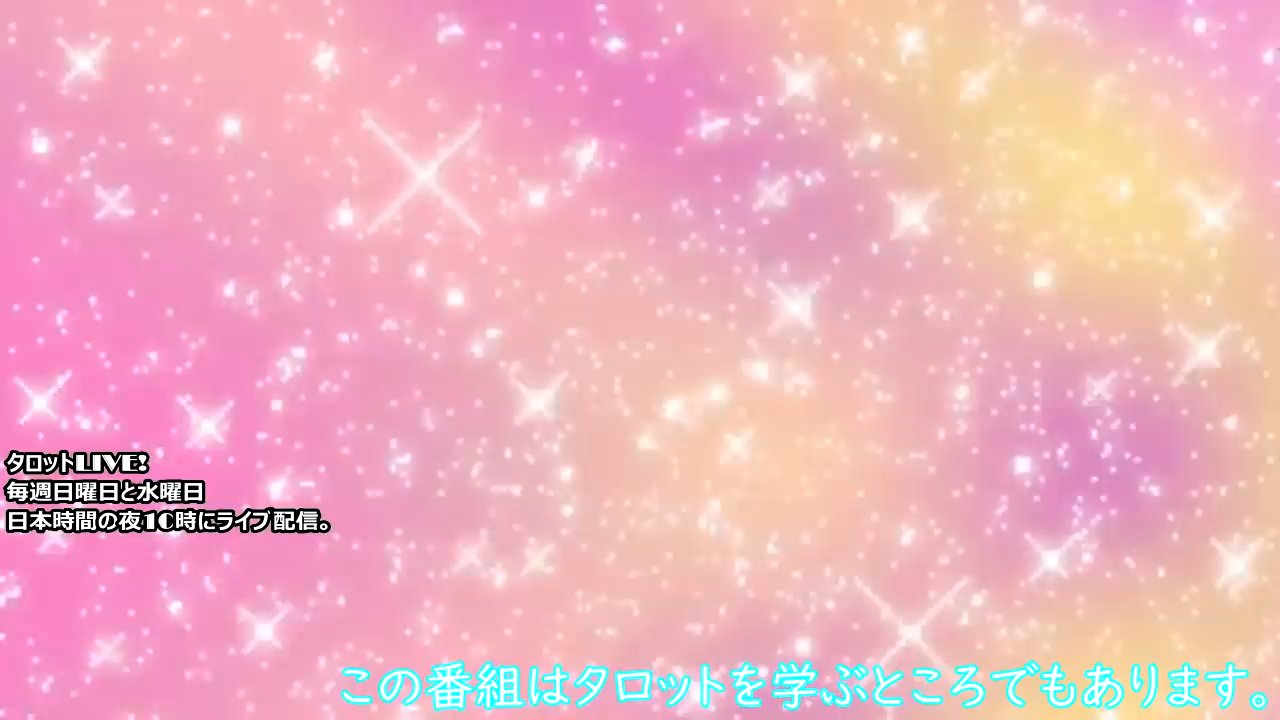 タロットLIVE!
毎週日曜日と水曜日
日本時間の夜10時にライブ配信。
この番組はタロットを学ぶところでもあります。